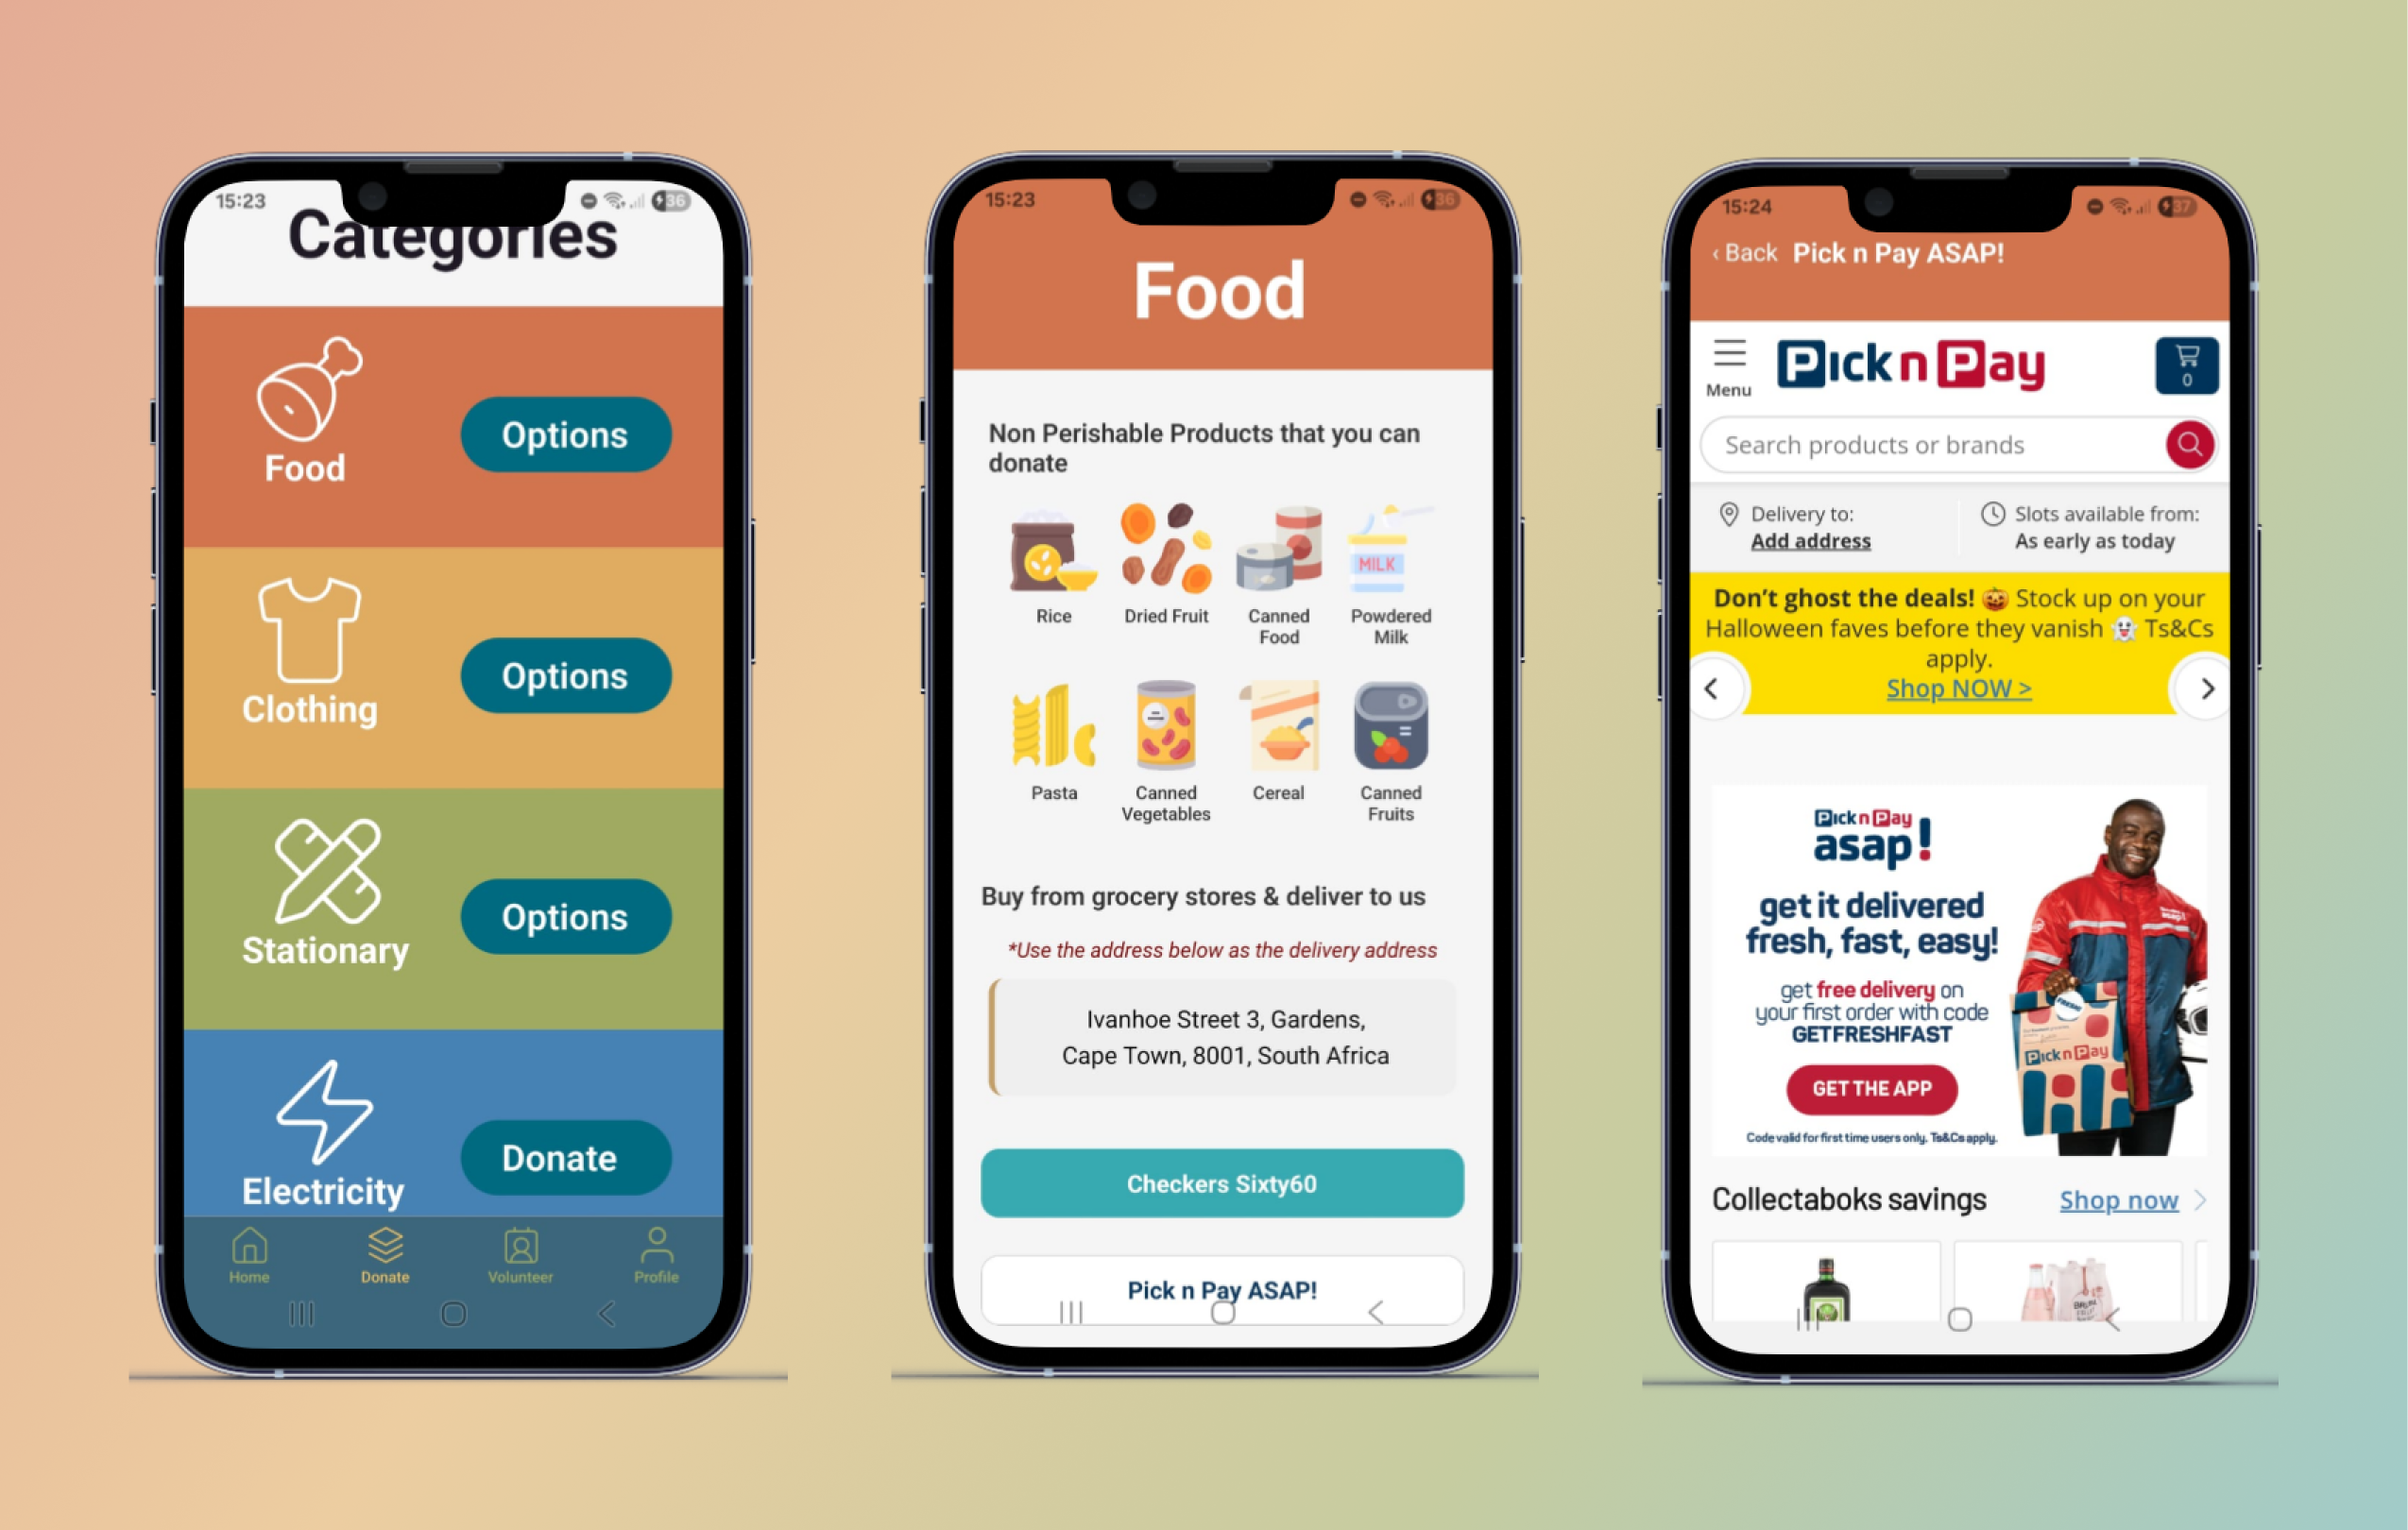 15:23
36
Categories
Food
Options
Clothing
Options
Stationary
Options
Electricity
Donate
Home
Donate
Volunteer
Profile
15:23
36
Food
Non Perishable Products that you can
donate
MILK
Rice
Dried Fruit
Canned
Food
Powdered
Milk
Pasta
Canned
Vegetables
Cereal
Canned
Fruits
Buy from grocery stores & deliver to us
*Use the address below as the delivery address
Ivanhoe Street 3, Gardens,
Cape Town, 8001, South Africa
Checkers Sixty60
Pick n Pay ASAP!
15:24
37
‹ Back Pick n Pay ASAP!
Menu
Pick n Pay
0
Search products or brands
Delivery to:
Add address
Slots available from:
As early as today
Don't ghost the deals! 🎃 Stock up on your
Halloween faves before they vanish 👻 Ts&Cs
apply.
Shop NOW >
Pick n Pay
asap!
get it delivered
fresh, fast, easy!
get free delivery on
your first order with code
GETFRESHFAST
GET THE APP
Code valid for first time users only. Ts&Cs apply.
asap!
Pick n Pay
Collectaboks savings
Shop now